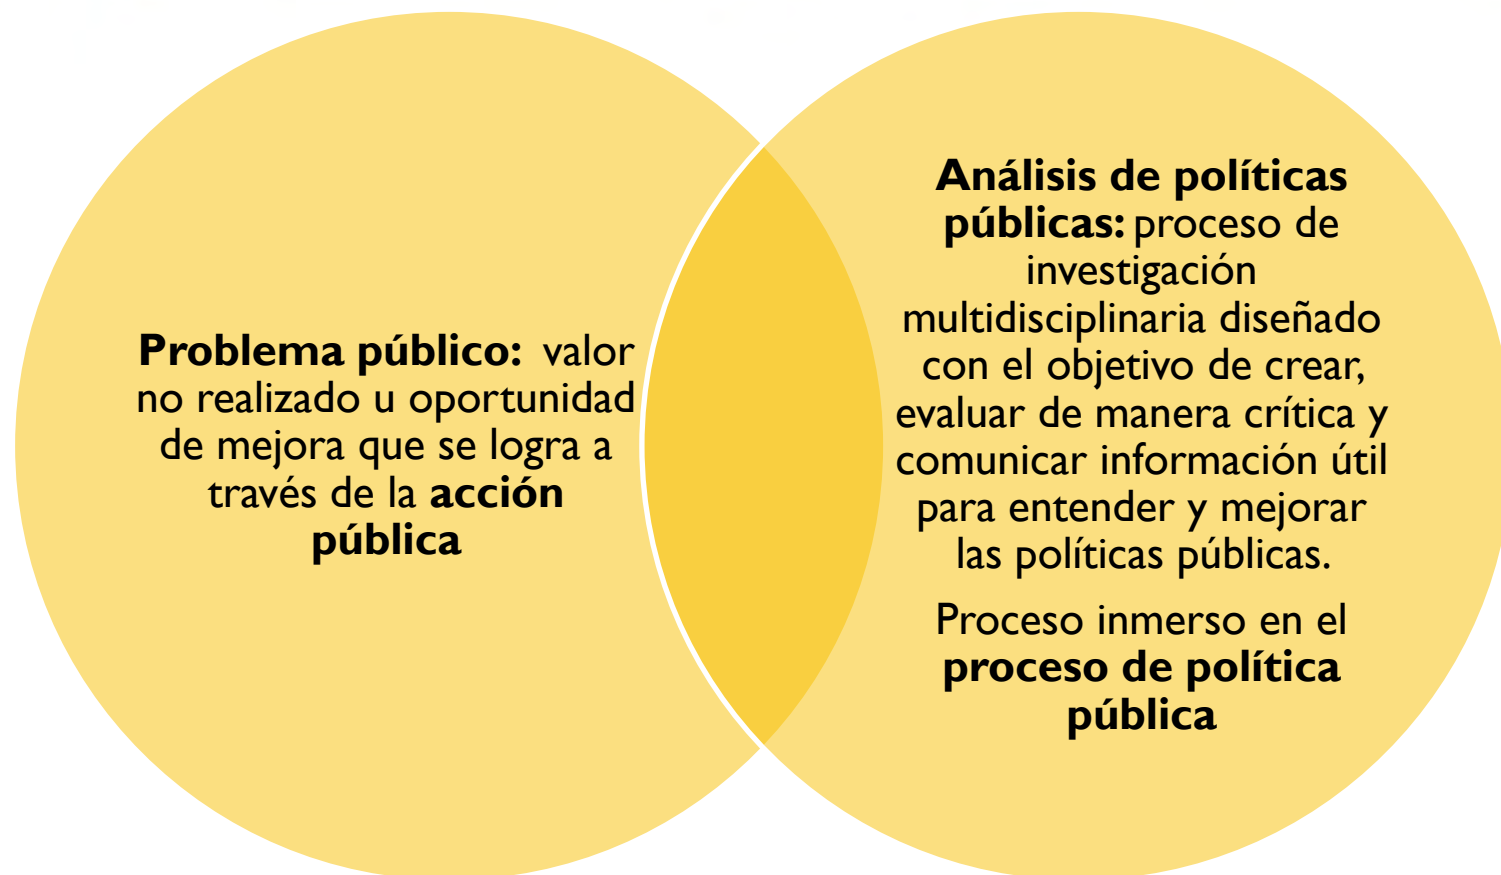 Problema público: valor
no realizado u oportunidad
de mejora que se logra a
través de la acción
pública
Análisis de políticas
públicas: proceso de
investigación
multidisciplinaria diseñado
con el objetivo de crear,
evaluar de manera crítica y
comunicar información útil
para entender y mejorar
las políticas públicas.
Proceso inmerso en el
proceso de política
pública